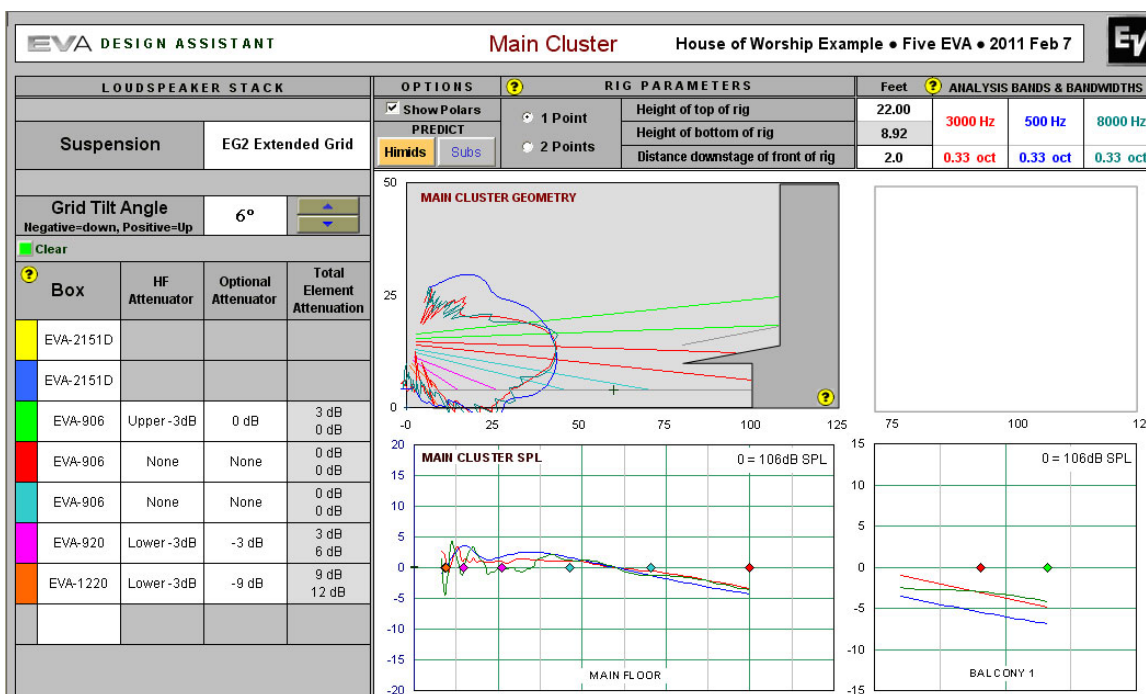 EVA DESIGN ASSISTANT
Main Cluster
House of Worship Example ● Five EVA ● 2011 Feb 7
LOUDSPEAKER STACK
Suspension
EG2 Extended Grid
Grid Tilt Angle
Negative=down, Positive=Up
6°
Clear
?
Box
HF Attenuator
Optional Attenuator
Total Element Attenuation
EVA-2151D
EVA-2151D
EVA-906 Upper -3dB 0 dB 3 dB
0 dB
EVA-906 None None 0 dB
0 dB
EVA-906 None None 0 dB
0 dB
EVA-920 Lower -3dB -3 dB 3 dB
6 dB
EVA-1220 Lower -3dB -9 dB 9 dB
12 dB
OPTIONS
Show Polars
PREDICT
Himids Subs
?
RIG PARAMETERS
1 Point
2 Points
Height of top of rig
Height of bottom of rig
Distance downstage of front of rig
Feet
22.00
8.92
2.0
?
ANALYSIS BANDS & BANDWIDTHS
3000 Hz 500 Hz 8000 Hz
0.33 oct 0.33 oct 0.33 oct
MAIN CLUSTER GEOMETRY
50
25
0
-0 25 50 75 100 125
?
75 100
MAIN CLUSTER SPL
0 = 106dB SPL
20
15
10
5
0
-5
-10
-15
-20
MAIN FLOOR
0 = 106dB SPL
15
10
5
0
-5
-10
-15
BALCONY 1